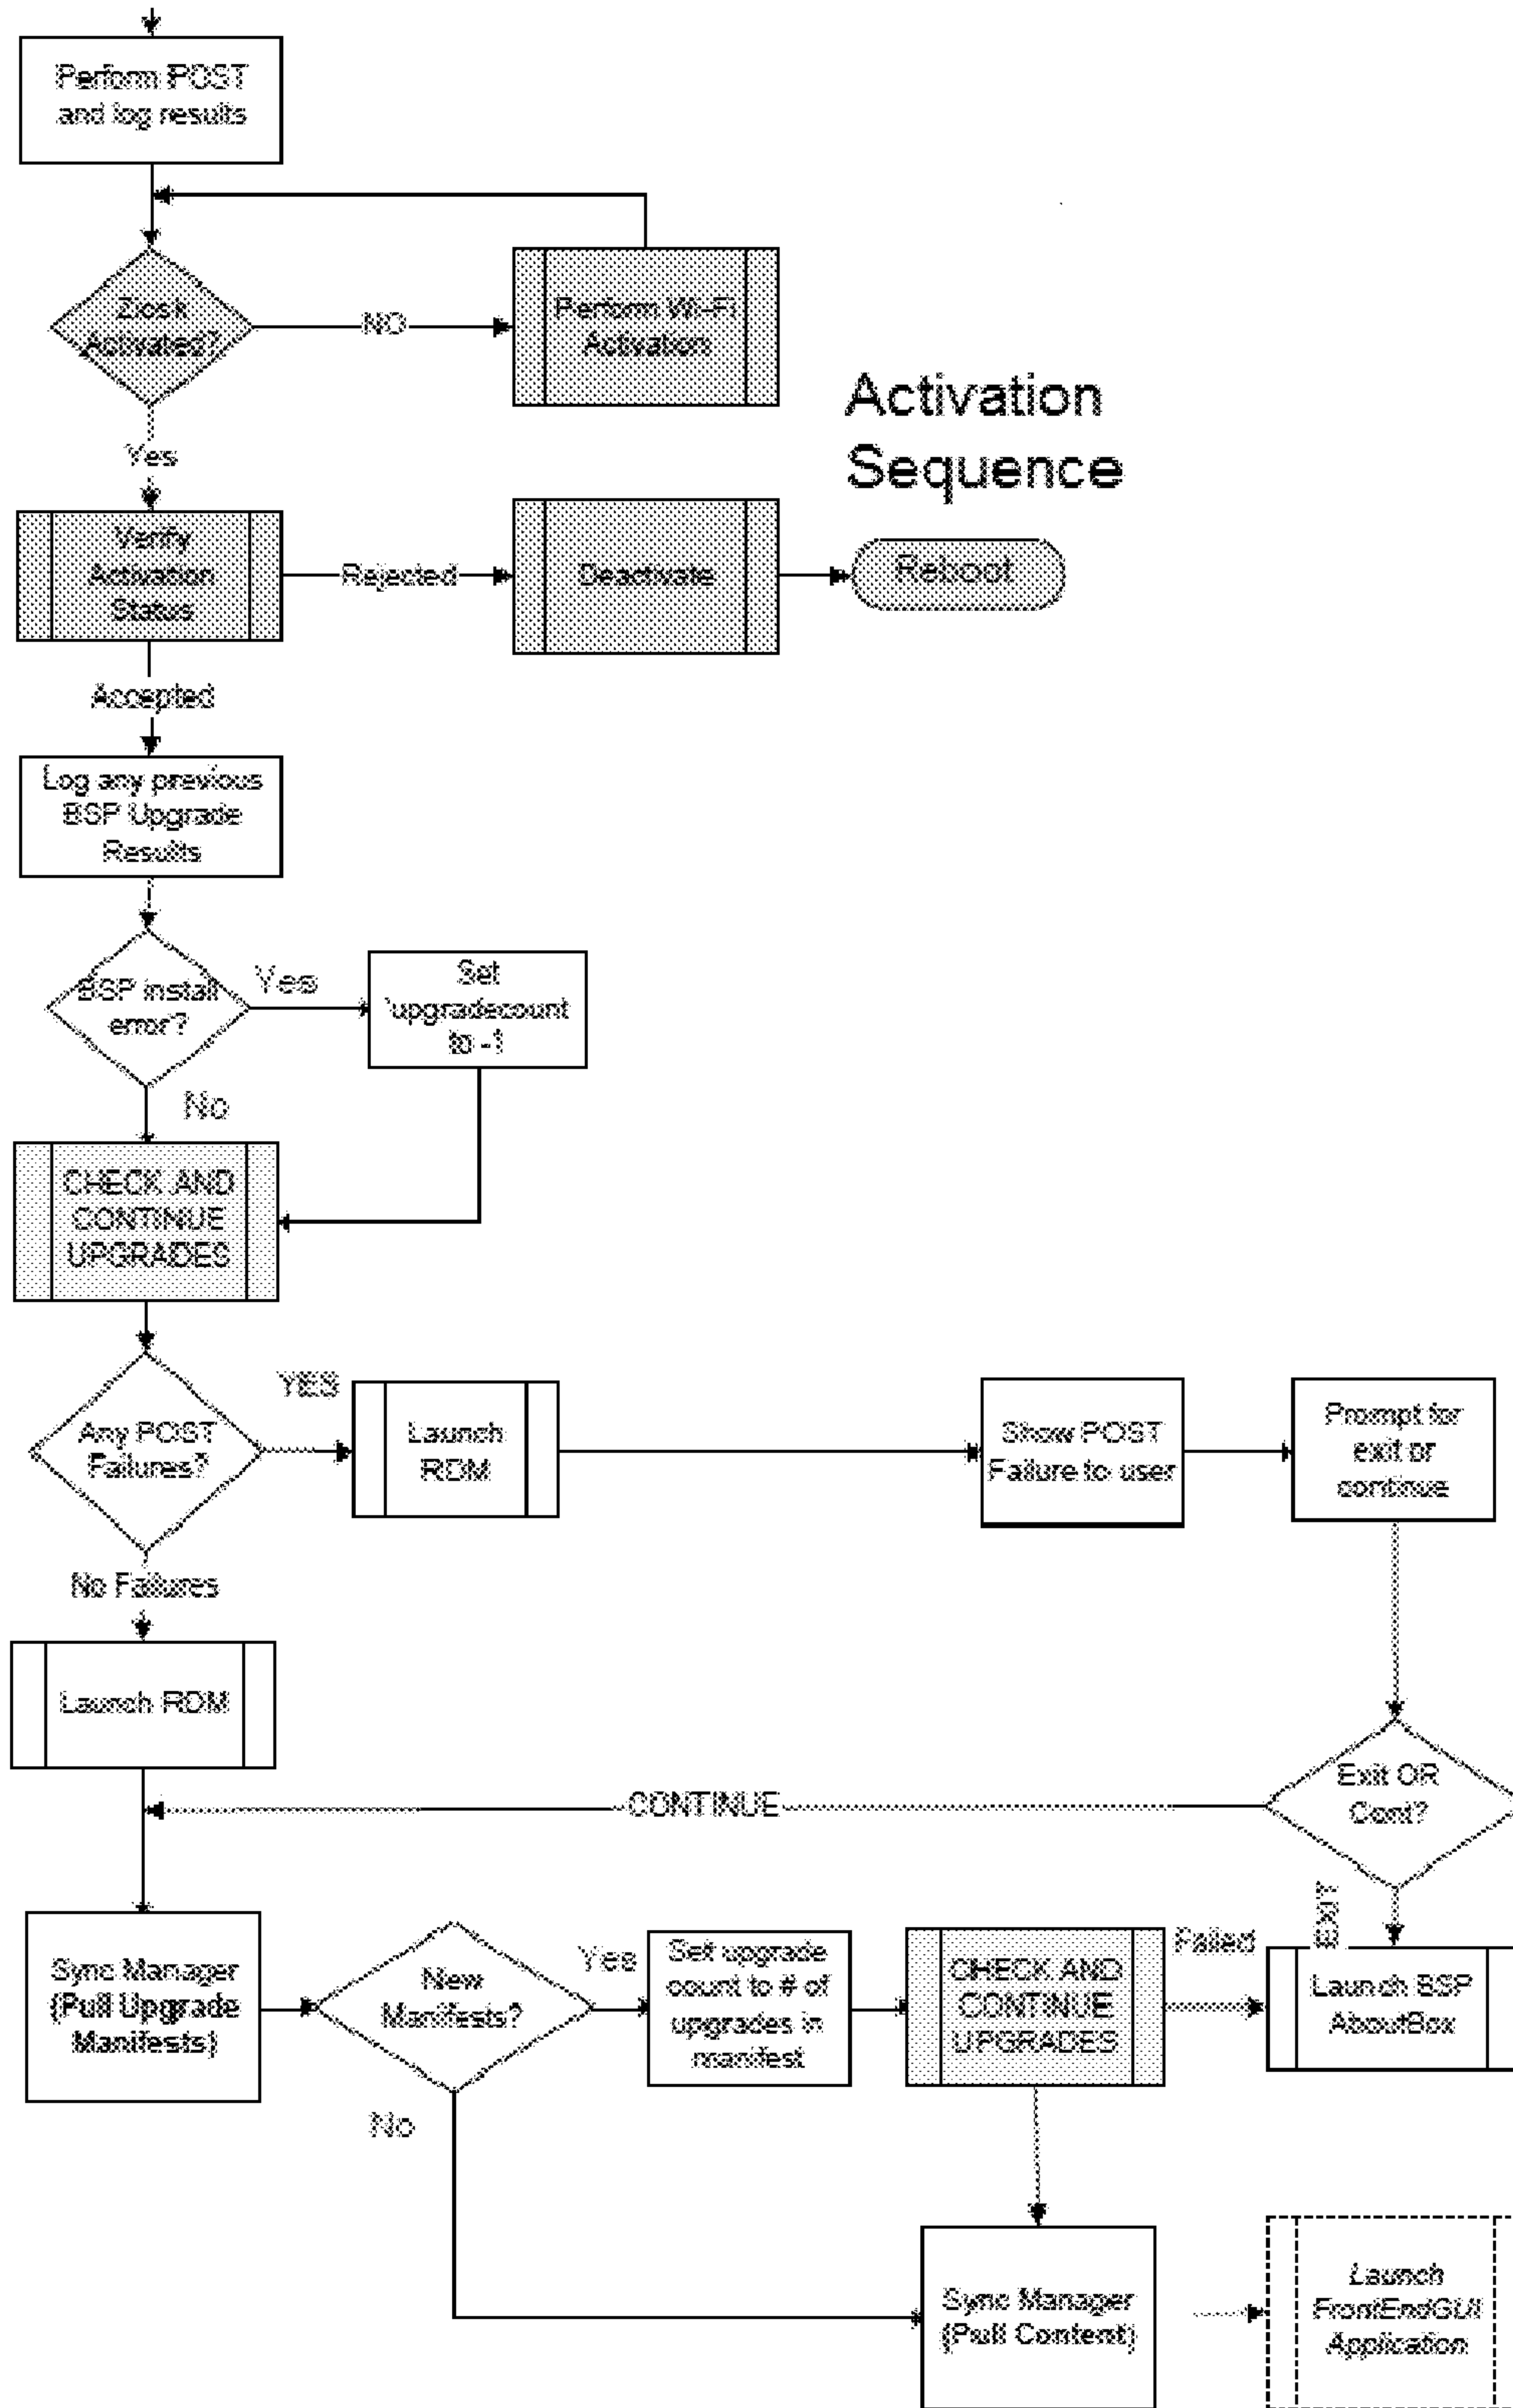 Perform POST
and log results
Ziosk
Activated?
NO
Perform Wi-Fi
Activation
Activation
Sequence
Yes
Verify
Activation
Status
Rejected
Deactivate
Reboot
Accepted
Log any previous
BSP Upgrade
Results
BSP install
error?
Yes
Set
`upgradecount
to -1
No
CHECK AND
CONTINUE
UPGRADES
Any POST
Failures?
YES
Launch
RDM
Show POST
Failure to user
Prompt for
exit or
continue
No Failures
Launch RDM
Exit OR
Cont?
CONTINUE
EXIT
Sync Manager
(Pull Upgrade
Manifests)
New
Manifests?
Yes
Set upgrade
count to # of
upgrades in
manifest
CHECK AND
CONTINUE
UPGRADES
Failed
Launch BSP
AboutBox
No
Sync Manager
(Pull Content)
Launch
FrontEndGUI
Application